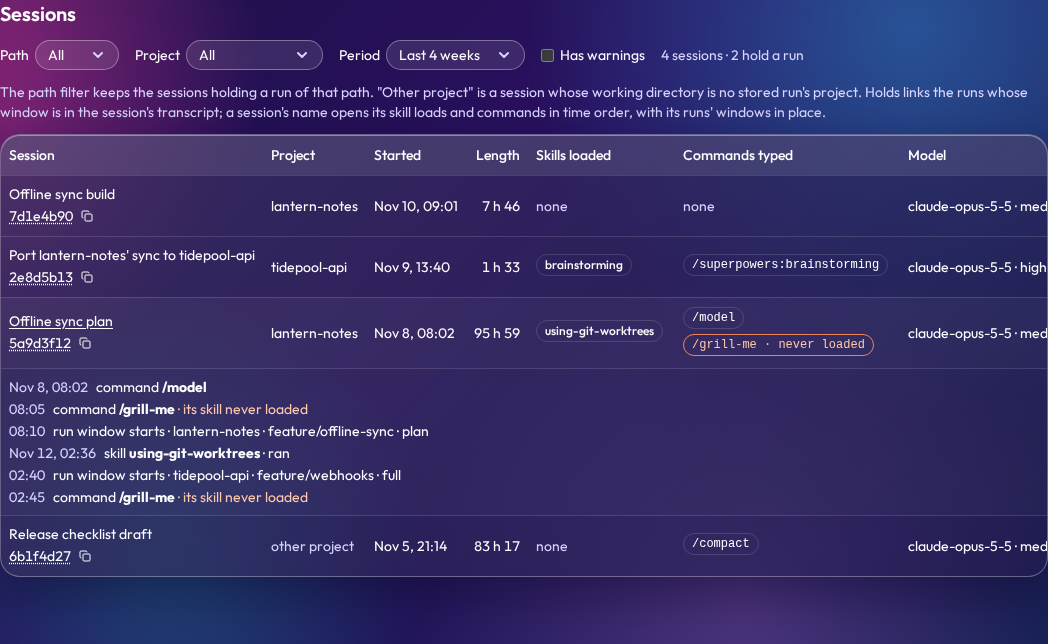 Sessions
Path All Project All Period Last 4 weeks Has warnings 4 sessions · 2 hold a run
The path filter keeps the sessions holding a run of that path. "Other project" is a session whose working directory is no stored run's project. Holds links the runs whose
window is in the session's transcript; a session's name opens its skill loads and commands in time order, with its runs' windows in place.
Session Project Started Length Skills loaded Commands typed Model
Offline sync build
7d1e4b90 lantern-notes Nov 10, 09:01 7 h 46 none none claude-opus-5-5 · med
Port lantern-notes' sync to tidepool-api
2e8d5b13 tidepool-api Nov 9, 13:40 1 h 33 brainstorming /superpowers:brainstorming claude-opus-5-5 · high
Offline sync plan
5a9d3f12 lantern-notes Nov 8, 08:02 95 h 59 using-git-worktrees /model claude-opus-5-5 · med
/grill-me · never loaded
Nov 8, 08:02 command /model
08:05 command /grill-me · its skill never loaded
08:10 run window starts · lantern-notes · feature/offline-sync · plan
Nov 12, 02:36 skill using-git-worktrees · ran
02:40 run window starts · tidepool-api · feature/webhooks · full
02:45 command /grill-me · its skill never loaded
Release checklist draft
6b1f4d27 other project Nov 5, 21:14 83 h 17 none /compact claude-opus-5-5 · med